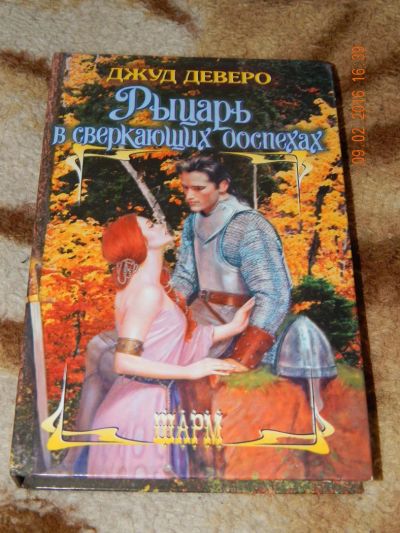 ДЖУД ДЕВЕРО
Рыцарь
в сверкающих доспехах
ШАРМ
09.02.2016 16:39